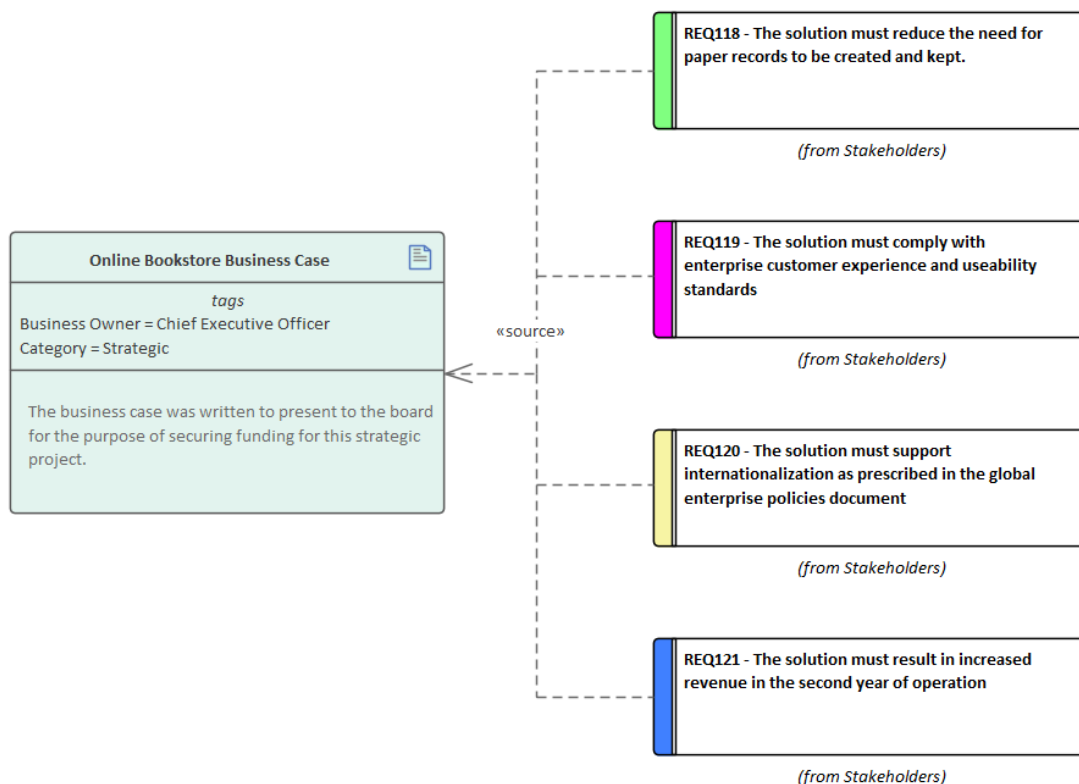 REQ118 - The solution must reduce the need for
paper records to be created and kept.
(from Stakeholders)
REQ119 - The solution must comply with
enterprise customer experience and useability
standards
(from Stakeholders)
Online Bookstore Business Case
tags
Business Owner = Chief Executive Officer
Category = Strategic
The business case was written to present to the board
for the purpose of securing funding for this strategic
project.
«source»
REQ120 - The solution must support
internationalization as prescribed in the global
enterprise policies document
(from Stakeholders)
REQ121 - The solution must result in increased
revenue in the second year of operation
(from Stakeholders)